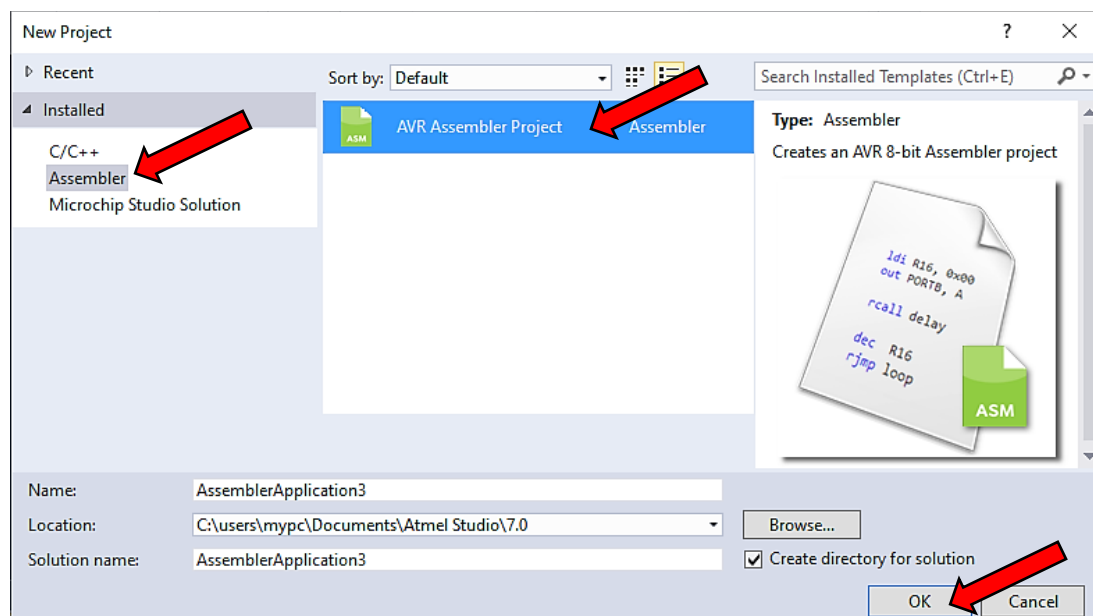 New Project ?
Recent
Installed
C/C++
Assembler
Microchip Studio Solution
Sort by: Default
ASM AVR Assembler Project Assembler
Search Installed Templates (Ctrl+E)
Type: Assembler
Creates an AVR 8-bit Assembler project
ldi R16, 0x00
out PORTB, A
rcall delay
dec R16
rjmp loop
ASM
Name: AssemblerApplication3
Location: C:\users\mypc\Documents\Atmel Studio\7.0 Browse...
Solution name: AssemblerApplication3 Create directory for solution
OK Cancel